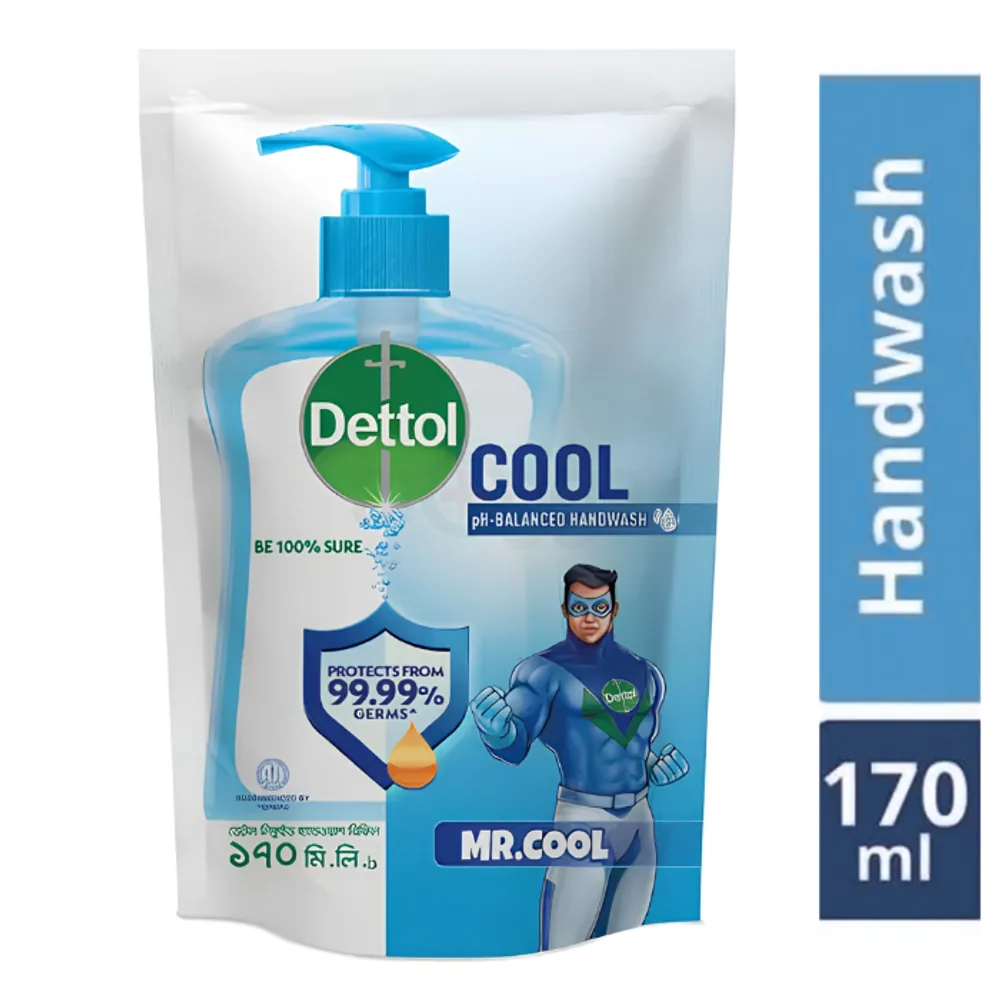 Dettol
COOL
pH-BALANCED HANDWASH
BE 100% SURE
PROTECTS FROM
99.99%
GERMS^
Dettol
১৭০ মি.লি.
MR.COOL
Handwash
170
ml